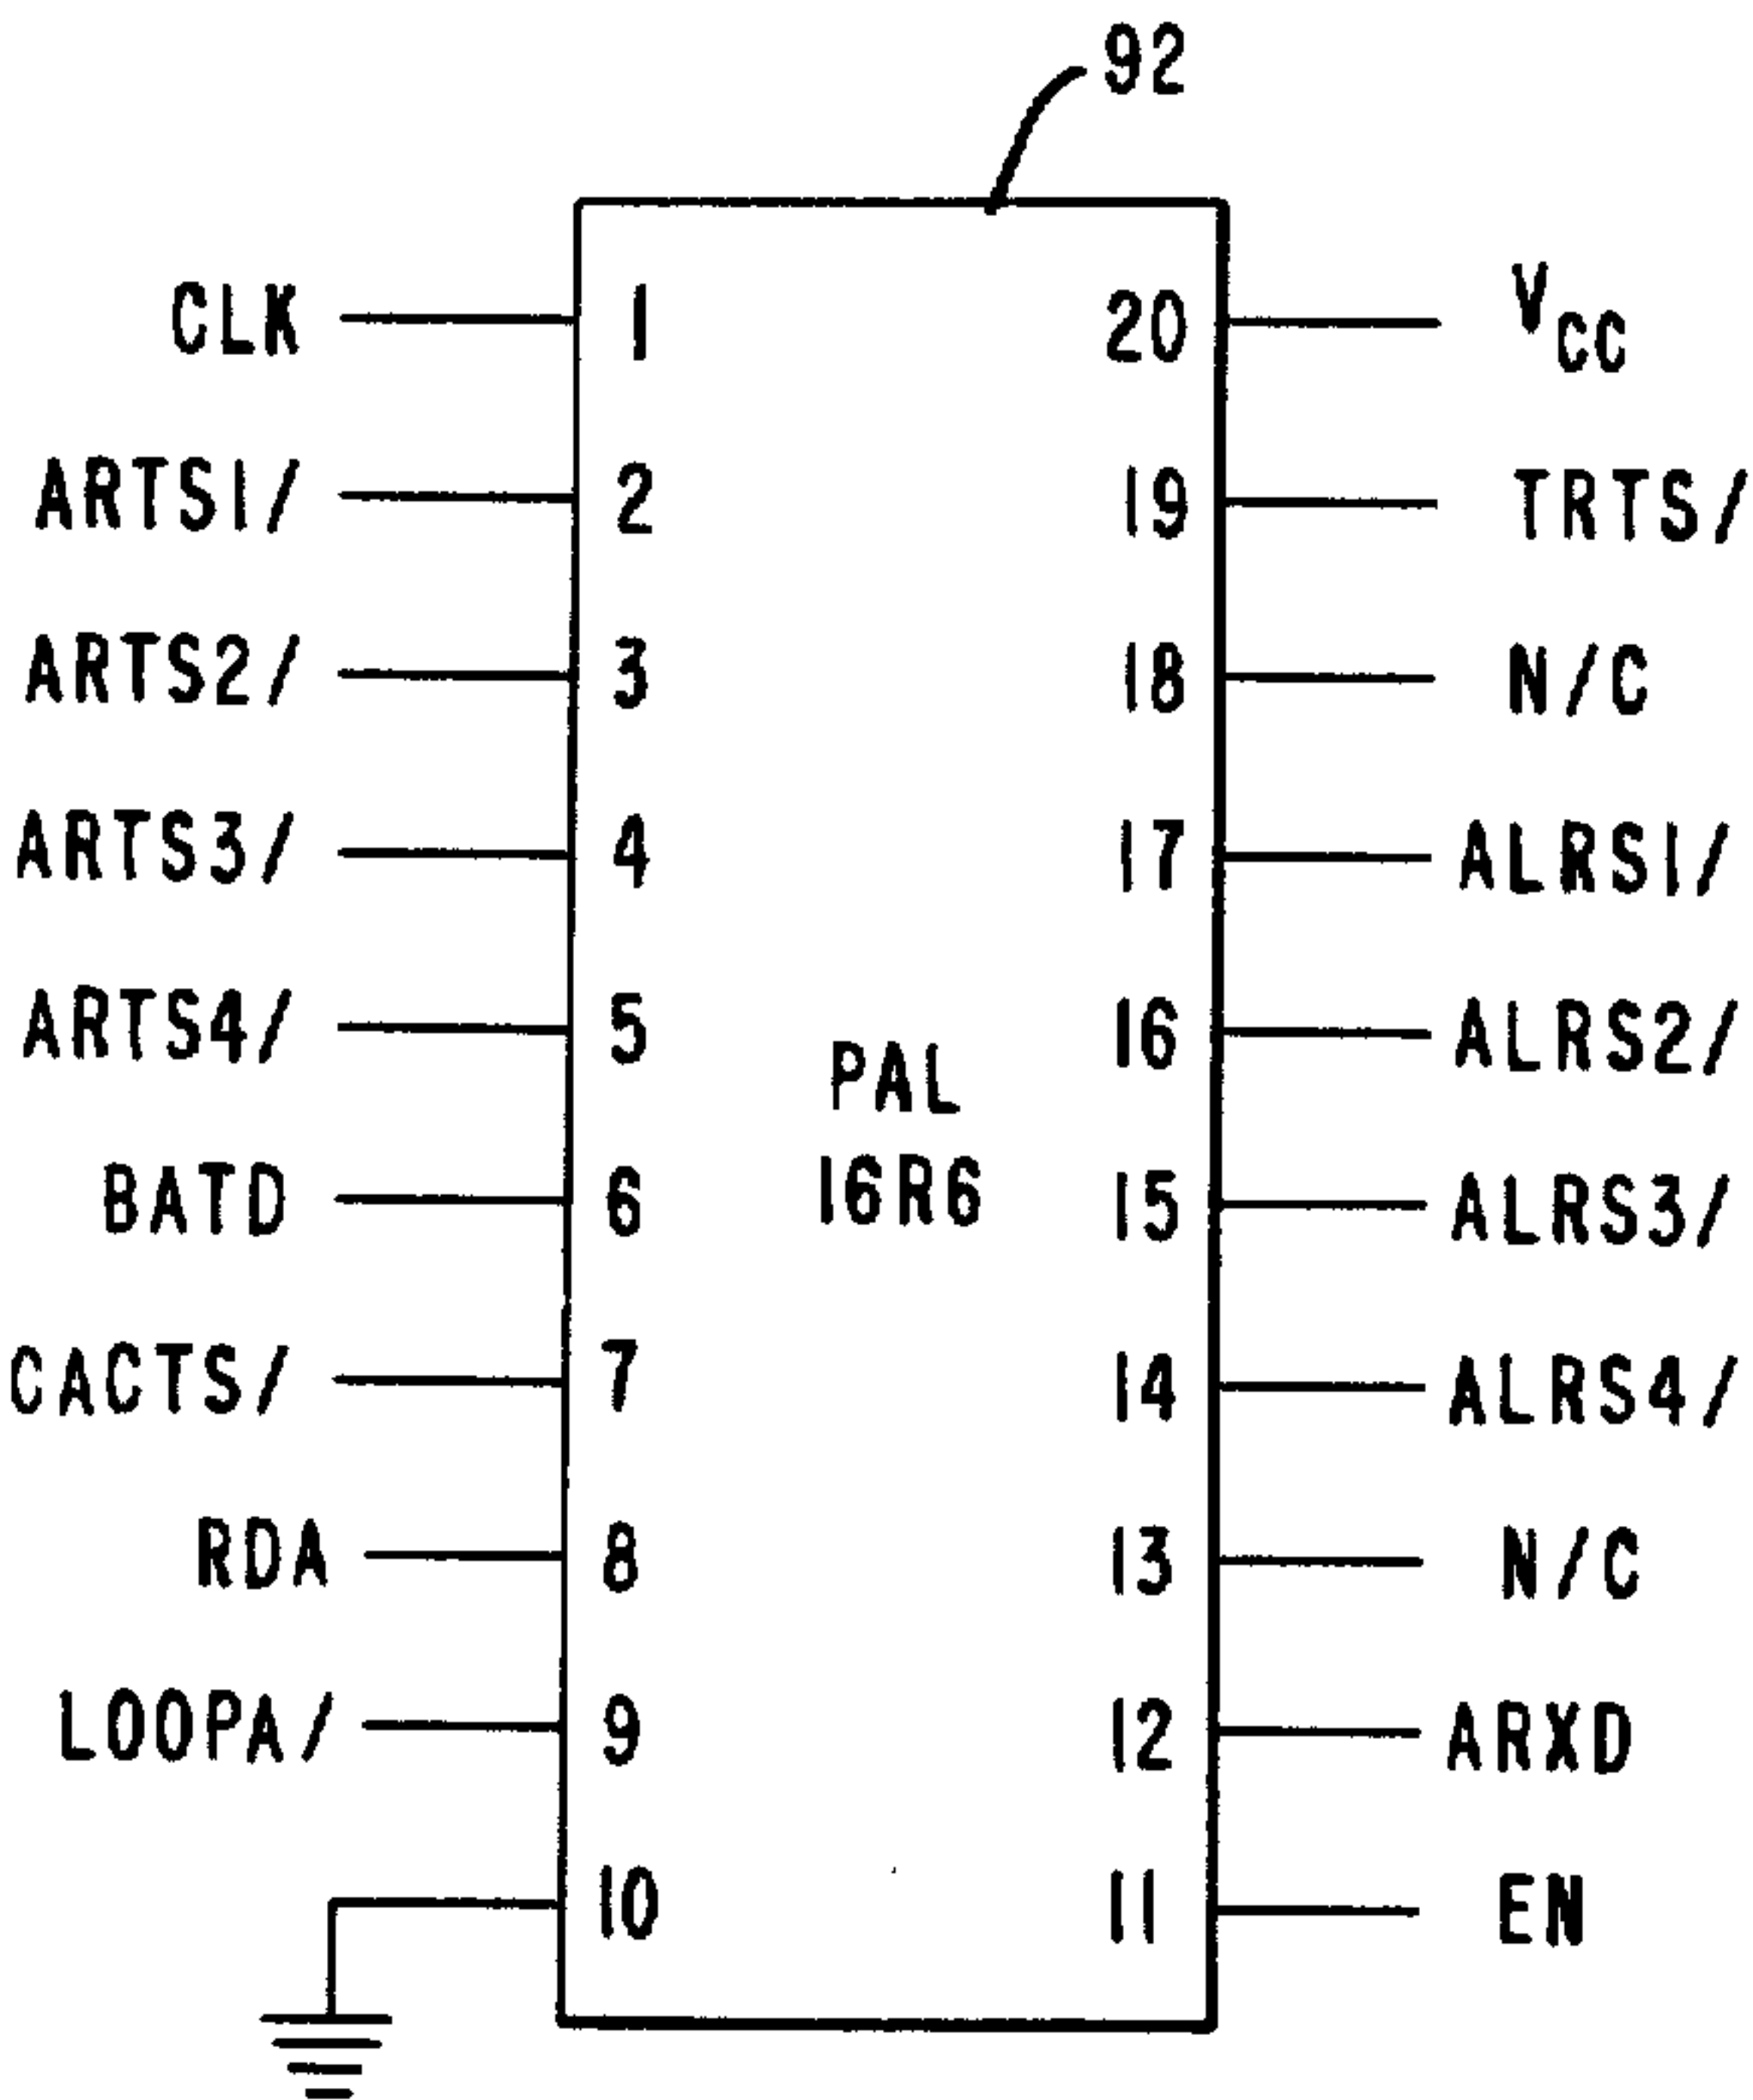 92
CLK 1 20 VCC
ARTS1/ 2 19 TRTS/
ARTS2/ 3 18 N/C
ARTS3/ 4 17 ALRS1/
ARTS4/ 5 16 ALRS2/
PAL
16R6
BATD 6 15 ALRS3/
CACTS/ 7 14 ALRS4/
RDA 8 13 N/C
LOOPA/ 9 12 ARXD
10 11 EN